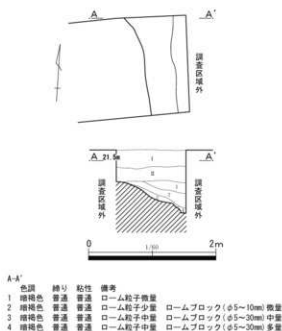 A A'
調査区域外
A 21.5m A'
I
II
1
調査区域外
調査区域外
0 1/60 2m
A-A'
色調 締り 粘性 備考
1 暗褐色 普通 普通 ローム粒子微量
2 暗褐色 普通 普通 ローム粒子少量 ロームブロック(φ5～10mm)微量
3 暗褐色 普通 普通 ローム粒子中量 ロームブロック(φ5～30mm)中量
4 暗褐色 普通 普通 ローム粒子中量 ロームブロック(φ5～30mm)多量